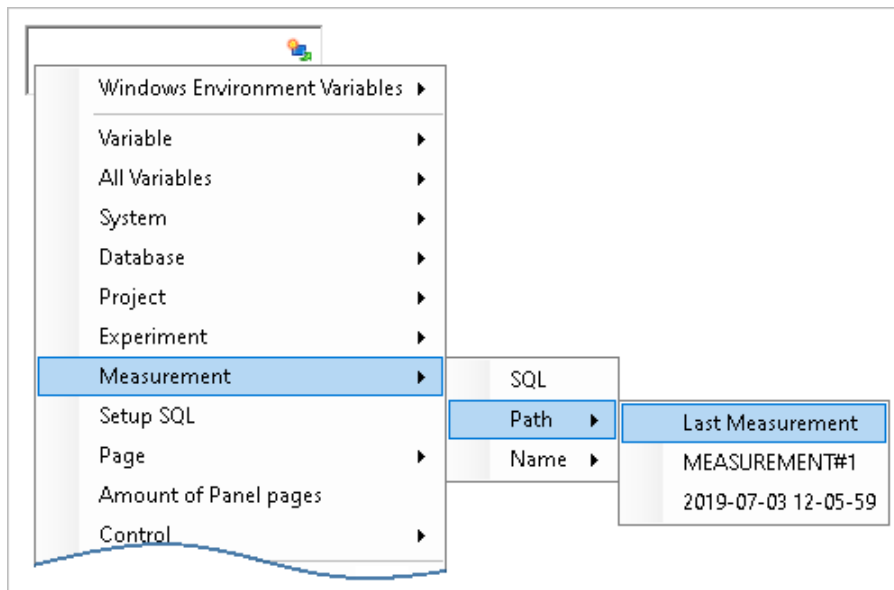 Windows Environment Variables
Variable
All Variables
System
Database
Project
Experiment
Measurement
Setup SQL
Page
Amount of Panel pages
Control
SQL
Path
Name
Last Measurement
MEASUREMENT#1
2019-07-03 12-05-59